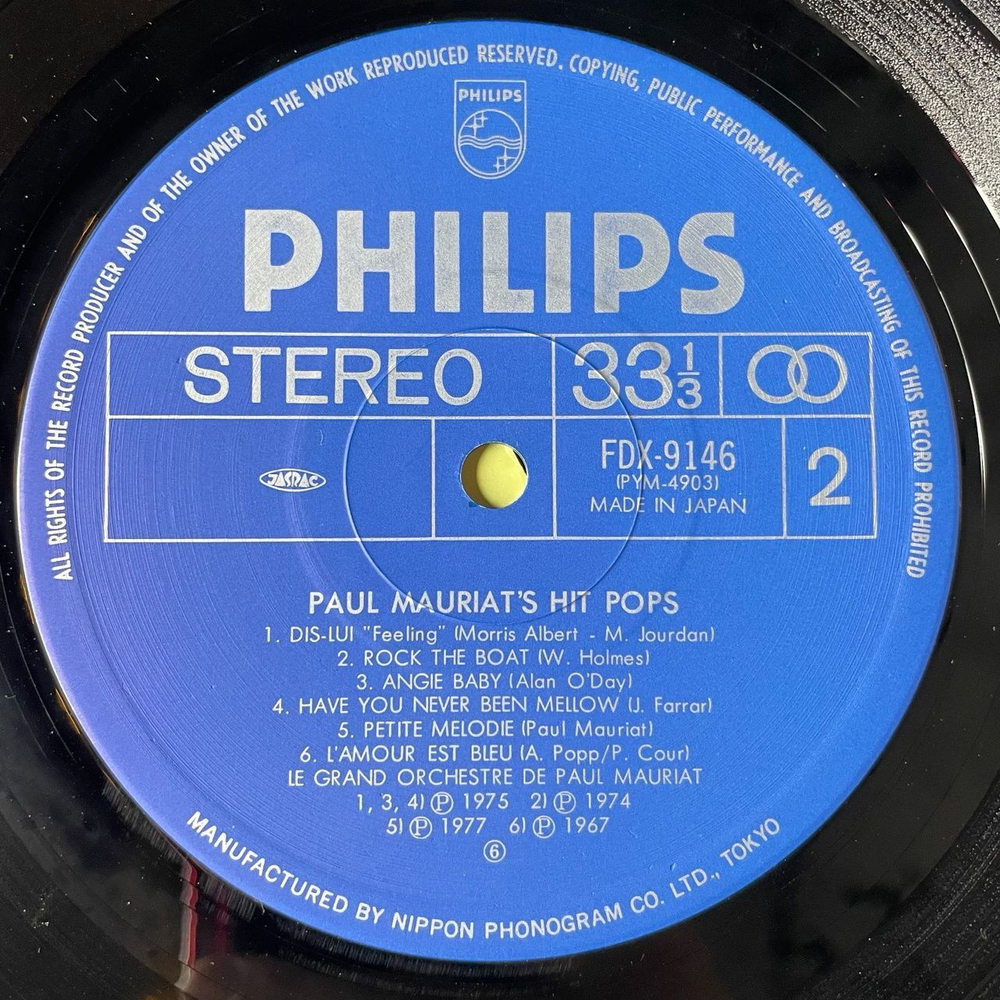 ALL RIGHTS OF THE RECORD PRODUCER AND OF THE OWNER OF THE WORK REPRODUCED RESERVED. COPYING, PUBLIC PERFORMANCE AND BROADCASTING OF THIS RECORD PROHIBITED
PHILIPS
PHILIPS
STEREO 33 1/3
JASRAC
FDX-9146
(PYM-4903)
MADE IN JAPAN
2
PAUL MAURIAT'S HIT POPS
1. DIS-LUI "Feeling" (Morris Albert - M. Jourdan)
2. ROCK THE BOAT (W. Holmes)
3. ANGIE BABY (Alan O'Day)
4. HAVE YOU NEVER BEEN MELLOW (J. Farrar)
5. PETITE MELODIE (Paul Mauriat)
6. L'AMOUR EST BLEU (A. Popp/P. Cour)
LE GRAND ORCHESTRE DE PAUL MAURIAT
1, 3, 4) Ⓟ 1975 2) Ⓟ 1974
5) Ⓟ 1977 6) Ⓟ 1967
⑥
MANUFACTURED BY NIPPON PHONOGRAM CO. LTD., TOKYO